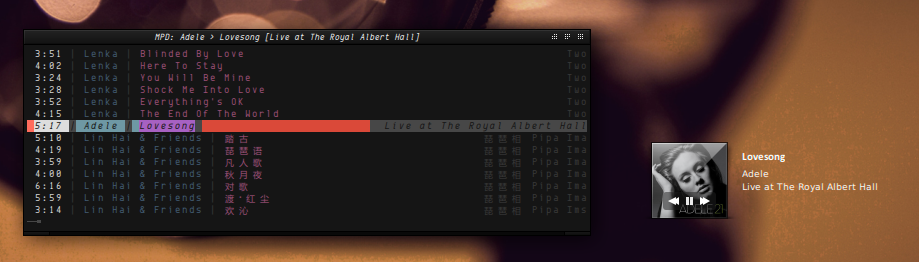 MPD: Adele > Lovesong [Live at The Royal Albert Hall]
3:51 | Lenka | Blinded By Love Two
4:02 | Lenka | Here To Stay Two
3:24 | Lenka | You Will Be Mine Two
3:28 | Lenka | Shock Me Into Love Two
3:52 | Lenka | Everything's OK Two
4:15 | Lenka | The End Of The World Two
5:17 | Adele | Lovesong | Live at The Royal Albert Hall
5:10 | Lin Hai & Friends | 踏古 琵琶相 Pipa Ima
4:19 | Lin Hai & Friends | 琵琶语 琵琶相 Pipa Ima
3:59 | Lin Hai & Friends | 凡人歌 琵琶相 Pipa Ima
4:00 | Lin Hai & Friends | 秋月夜 琵琶相 Pipa Ima
6:16 | Lin Hai & Friends | 对歌 琵琶相 Pipa Ima
5:59 | Lin Hai & Friends | 渡·红尘 琵琶相 Pipa Ima
3:14 | Lin Hai & Friends | 欢沁 琵琶相 Pipa Ima
Lovesong
Adele
Live at The Royal Albert Hall
ADELE21